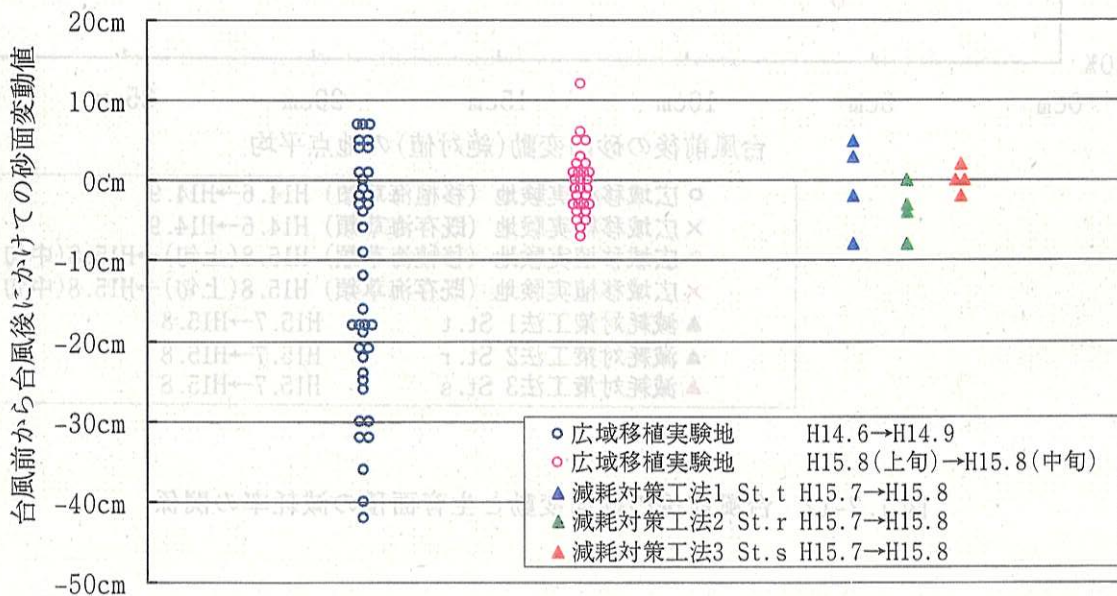 20cm
10cm
0cm
-10cm
-20cm
-30cm
-40cm
-50cm
台風前から台風後にかけての砂面変動値
広域移植実験地 H14.6→H14.9
広域移植実験地 H15.8(上旬)→H15.8(中旬)
減耗対策工法1 St.t H15.7→H15.8
減耗対策工法2 St.r H15.7→H15.8
減耗対策工法3 St.s H15.7→H15.8